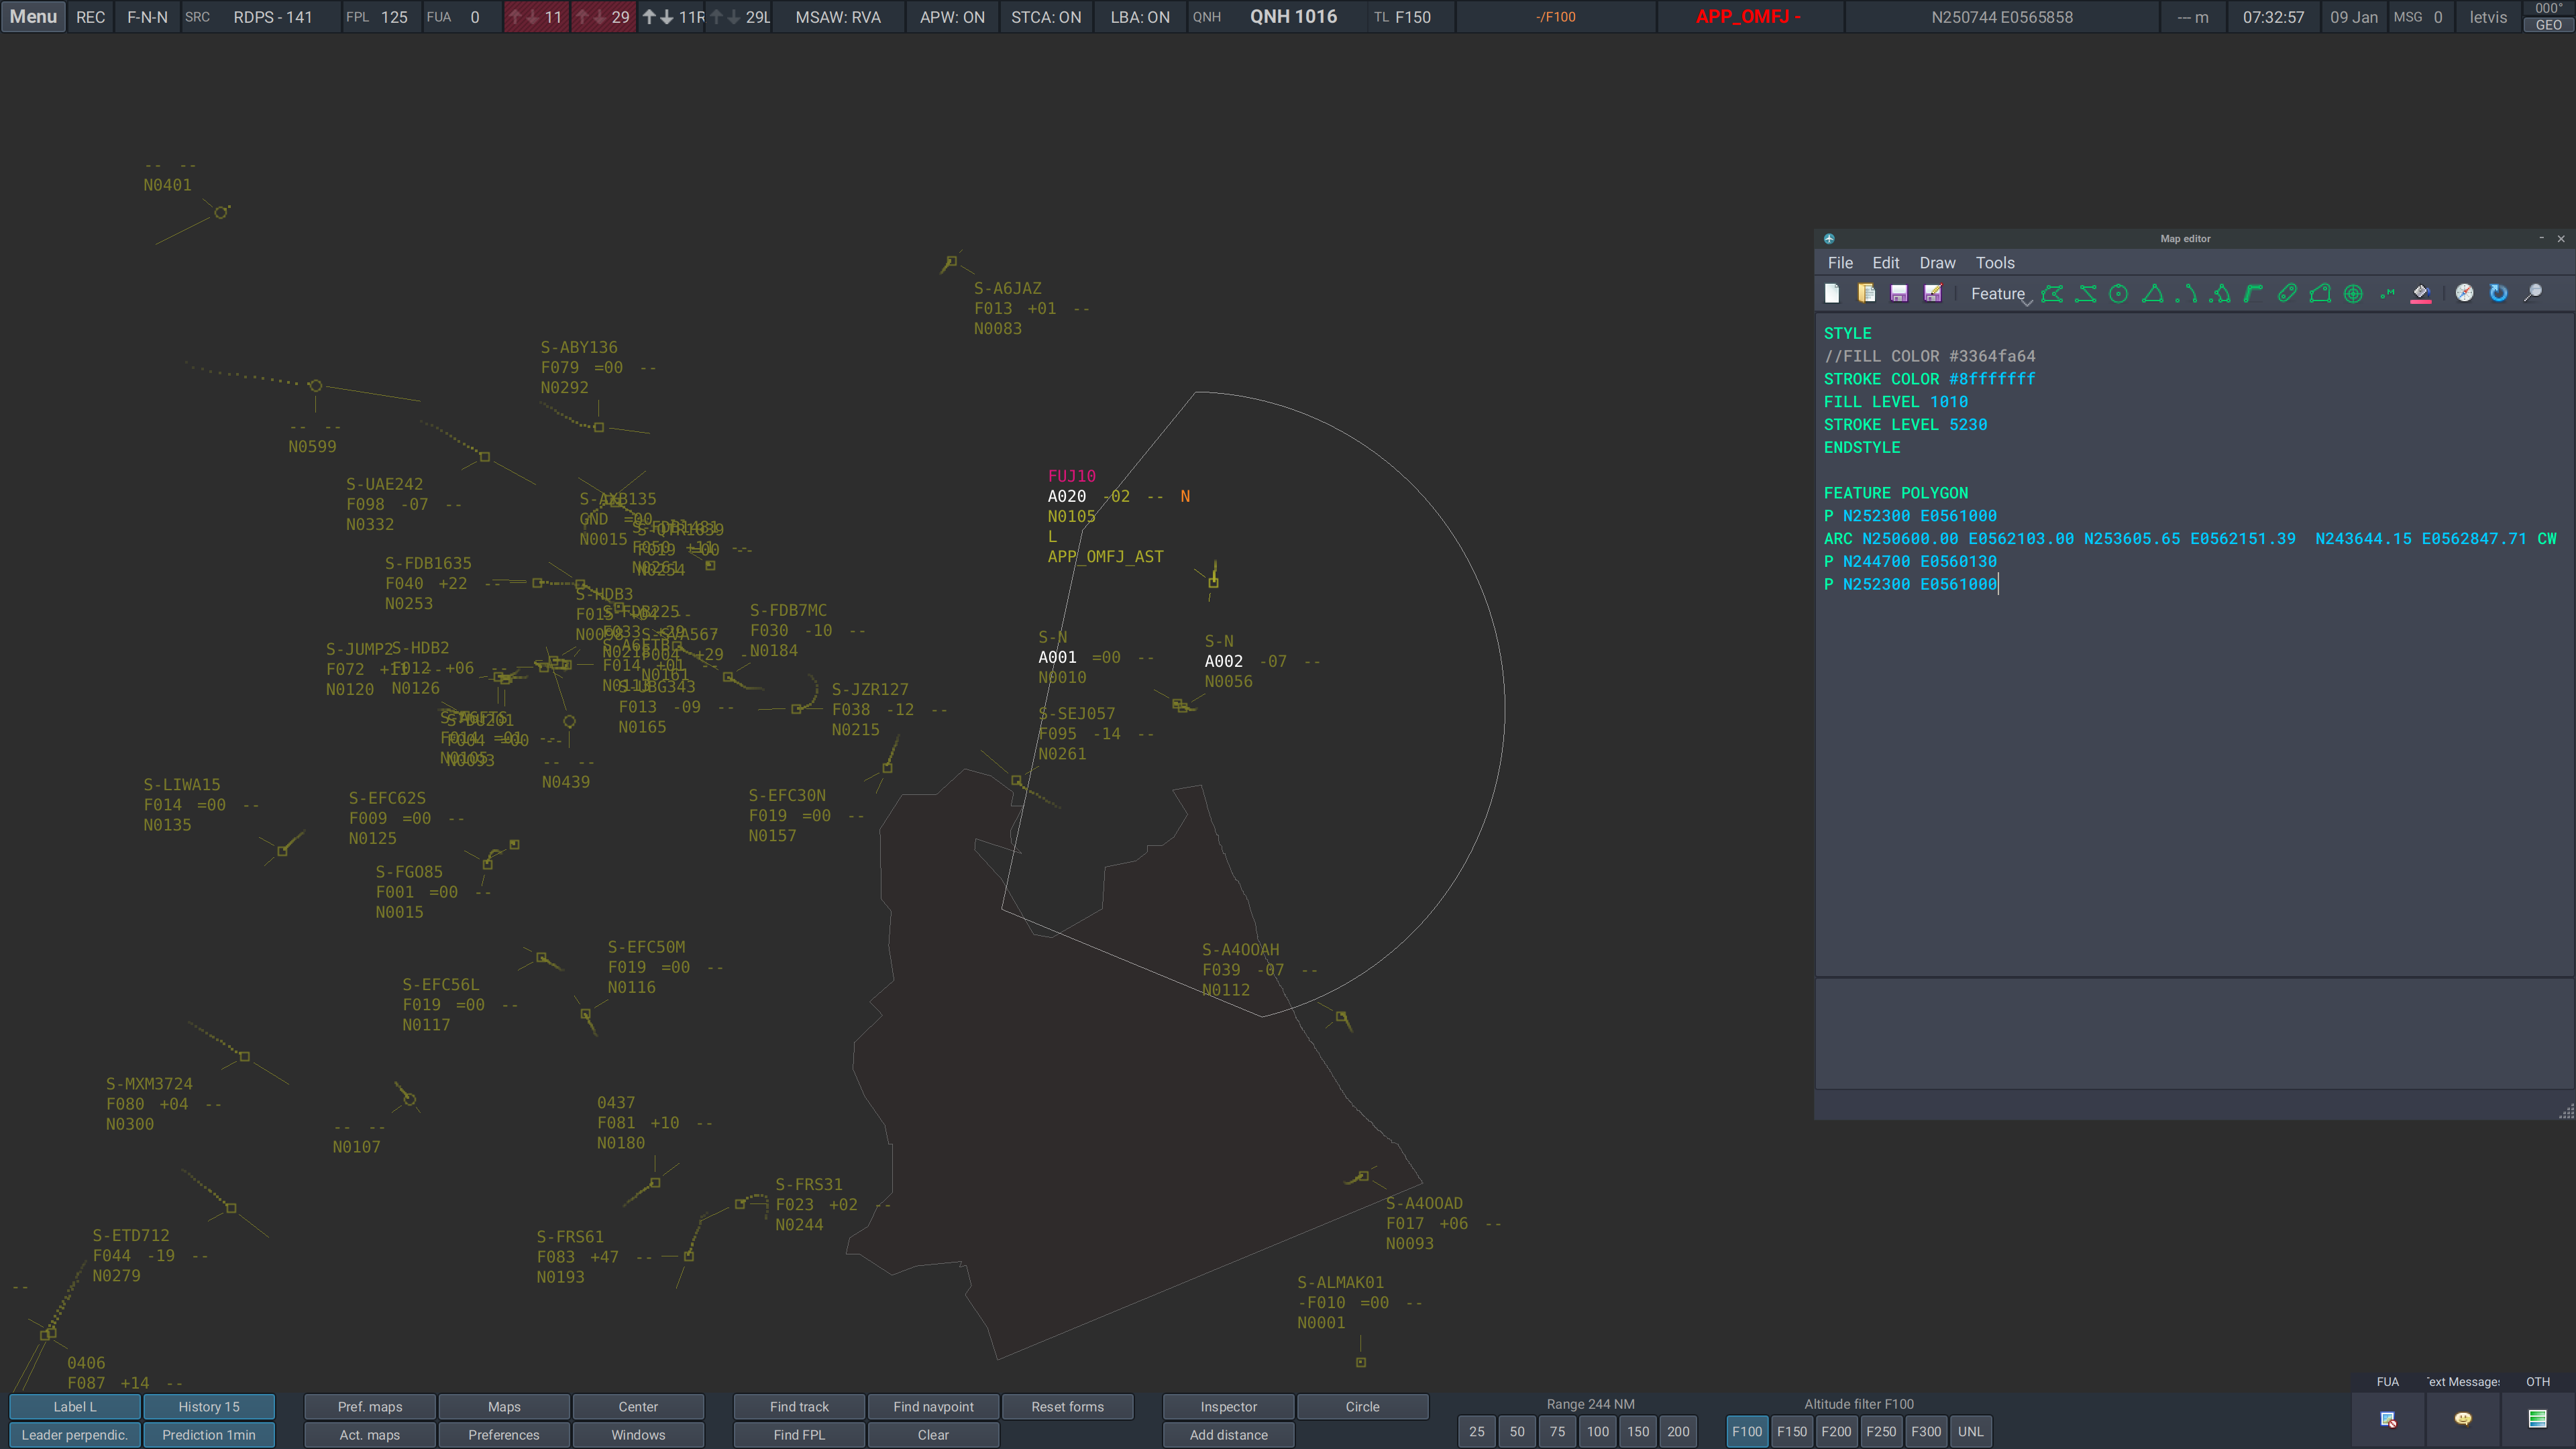 Menu REC F-N-N SRC RDPS - 141 FPL 125 FUA 0 11 29 11R 29L MSAW: RVA APW: ON STCA: ON LBA: ON QNH QNH 1016 TL F150 -/F100 APP_OMFJ - N250744 E0565858 --- m 07:32:57 09 Jan MSG 0 letvis 000°
GEO
-- --
N0401
S-A6JAZ
F013 +01 --
N0083
S-ABY136
F079 =00 --
N0292
-- --
N0599
S-UAE242
F098 -07 --
N0332
GND =00
N0015
S-FDB1635
F040 +22 --
N0253
S-HDB3
S-FDB7MC
F030 -10 --
N0184
S-JUMP2
F072
N0120
S-HDB2
F012 +06 --
N0126
F013 -09 --
N0165
S-JZR127
F038 -12 --
N0215
-- --
N0439
FUJ10
A020 -02 -- N
N0105
L
APP_OMFJ_AST
S-N
A001 =00 --
N0010
S-N
A002 -07 --
N0056
S-SEJ057
F095 -14 --
N0261
S-LIWA15
F014 =00 --
N0135
S-EFC62S
F009 =00 --
N0125
S-EFC30N
F019 =00 --
N0157
S-FGO85
F001 =00 --
N0015
S-EFC50M
F019 =00 --
N0116
S-EFC56L
F019 =00 --
N0117
S-A4OOAH
F039 -07 --
N0112
S-MXM3724
F080 +04 --
N0300
-- --
N0107
0437
F081 +10 --
N0180
S-FRS31
F023 +02 --
N0244
S-FRS61
F083 +47 --
N0193
S-ETD712
F044 -19 --
N0279
--
S-A4OOAD
F017 +06 --
N0093
S-ALMAK01
-F010 =00 --
N0001
0406
F087 +14 --
Map editor
File Edit Draw Tools
Feature
STYLE
//FILL COLOR #3364fa64
STROKE COLOR #8fffffff
FILL LEVEL 1010
STROKE LEVEL 5230
ENDSTYLE
FEATURE POLYGON
P N252300 E0561000
ARC N250600.00 E0562103.00 N253605.65 E0562151.39 N243644.15 E0562847.71 CW
P N244700 E0560130
P N252300 E0561000
Label L History 15 Pref. maps Maps Center Find track Find navpoint Reset forms Inspector Circle Range 244 NM Altitude filter F100 FUA ext Message OTH
Leader perpendic. Prediction 1min Act. maps Preferences Windows Find FPL Clear Add distance 25 50 75 100 150 200 F100 F150 F200 F250 F300 UNL